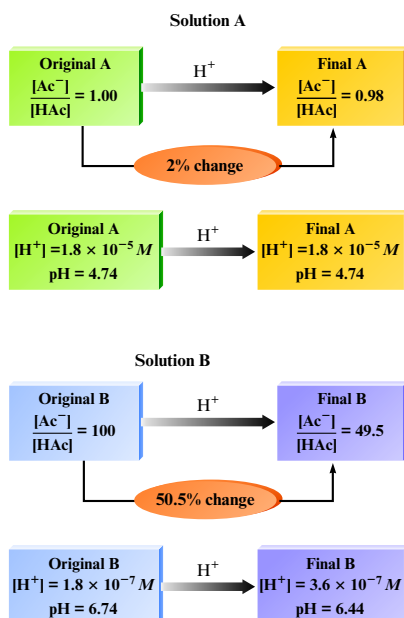 Solution A
Original A
[Ac⁻]
[HAc]
= 1.00
H⁺
Final A
[Ac⁻]
[HAc]
= 0.98
2% change
Original A
[H⁺] =1.8 × 10⁻⁵ M
pH = 4.74
H⁺
Final A
[H⁺] =1.8 × 10⁻⁵ M
pH = 4.74
Solution B
Original B
[Ac⁻]
[HAc]
= 100
H⁺
Final B
[Ac⁻]
[HAc]
= 49.5
50.5% change
Original B
[H⁺] = 1.8 × 10⁻⁷ M
pH = 6.74
H⁺
Final B
[H⁺] = 3.6 × 10⁻⁷ M
pH = 6.44